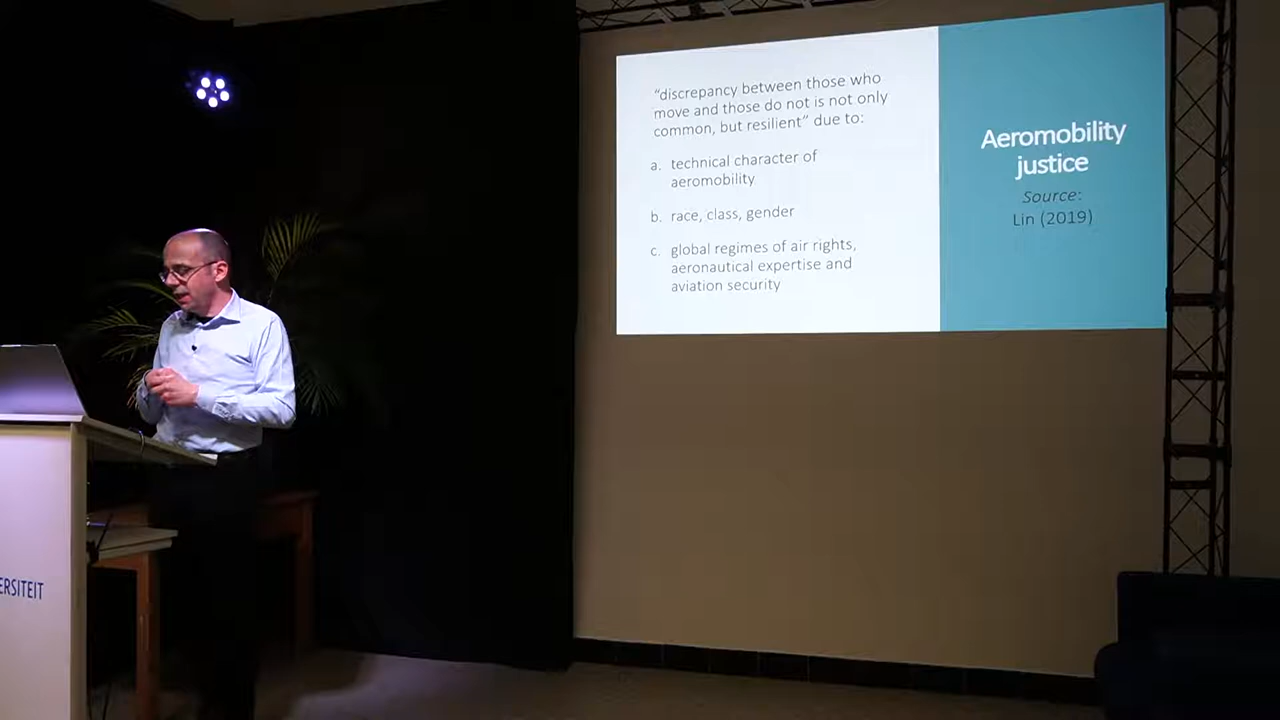 "discrepancy between those who
move and those do not is not only
common, but resilient" due to:
a. technical character of
aeromobility
b. race, class, gender
c. global regimes of air rights,
aeronautical expertise and
aviation security
Aeromobility
justice
Source:
Lin (2019)
ERSITEIT